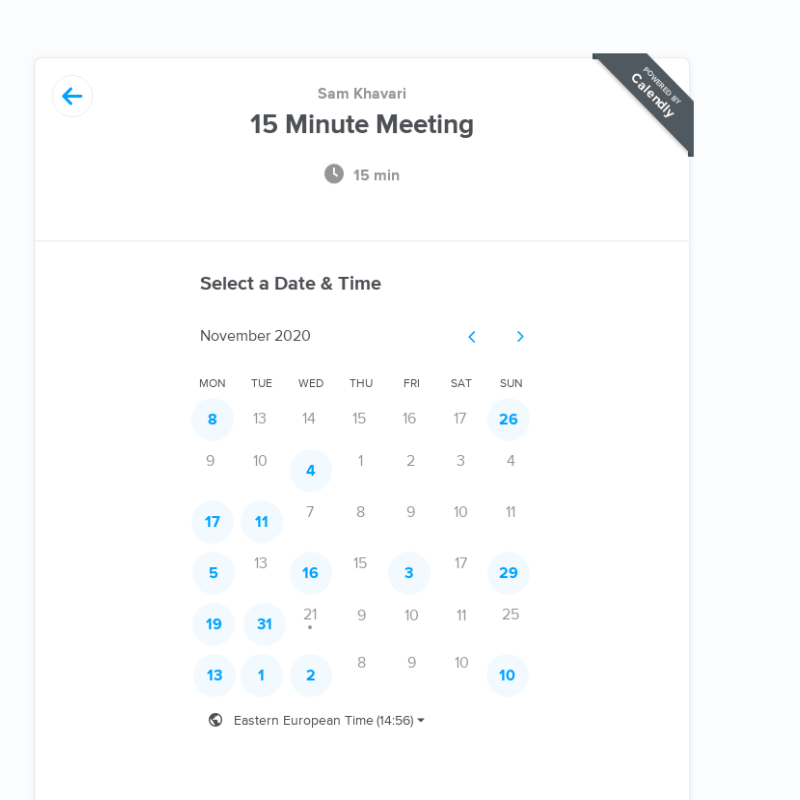 POWERED BY
Calendly
Sam Khavari
15 Minute Meeting
15 min
Select a Date & Time
November 2020
MON TUE WED THU FRI SAT SUN
8 13 14 15 16 17 26
9 10 4 1 2 3 4
17 11 7 8 9 10 11
5 13 16 15 3 17 29
19 31 21 9 10 11 25
13 1 2 8 9 10 10
Eastern European Time (14:56)